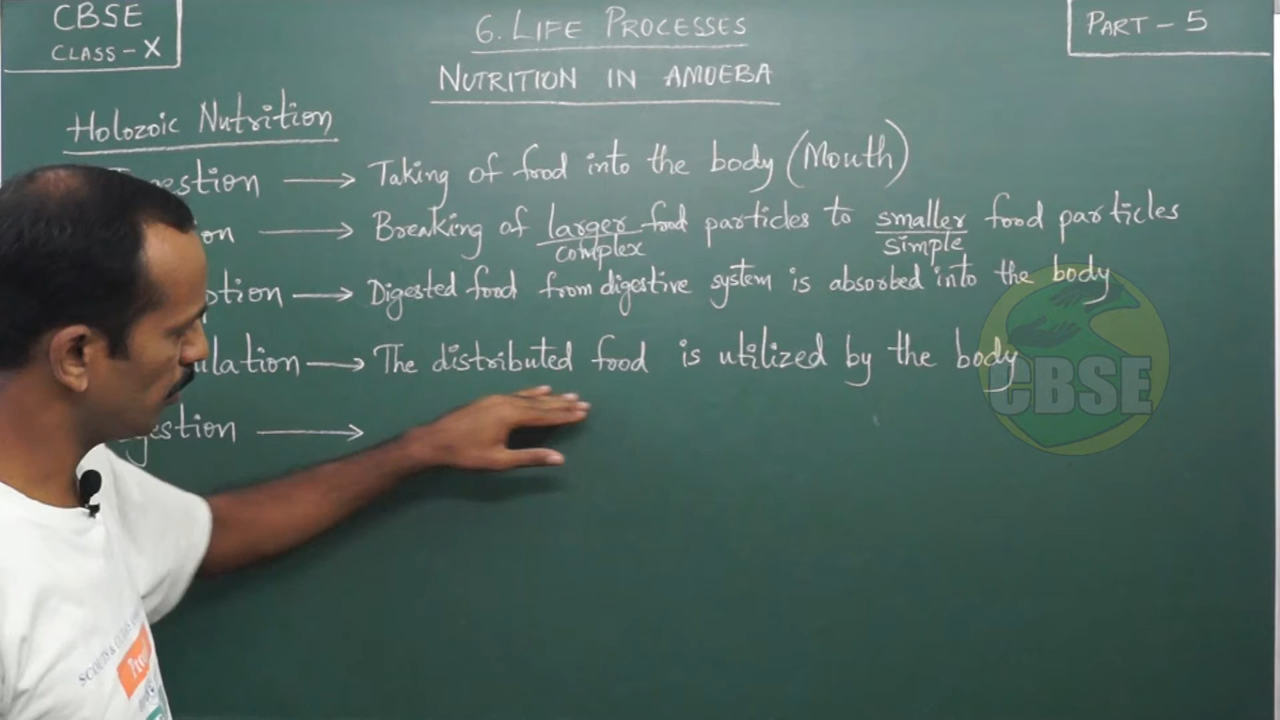 CBSE
CLASS - X
6. LIFE PROCESSES
PART - 5
NUTRITION IN AMOEBA
Holozoic Nutrition
→ Taking of food into the body (Mouth)
→ Breaking of larger food particles to smaller food particles
complex simple
→ Digested food from digestive system is absorbed into the body
→ The distributed food is utilized by the body
→
CBSE